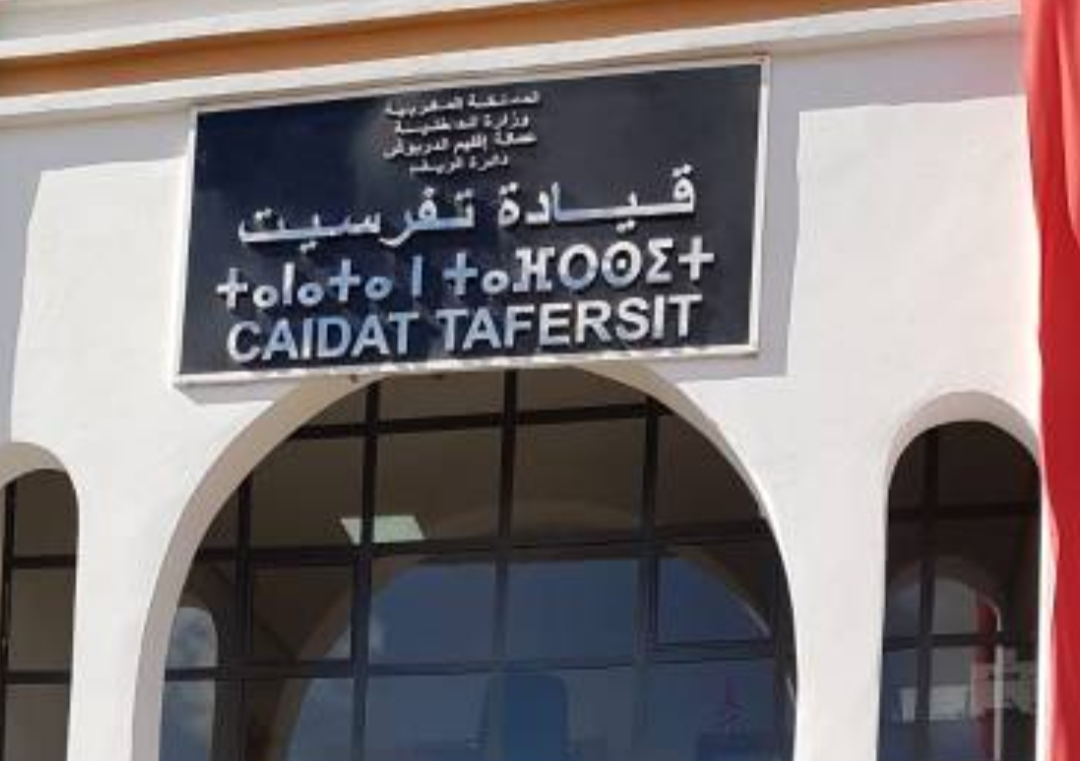 المملكة المغربية
وزارة الداخلية
عمالة إقليم الدريوش
دائرة الريف
قيادة تفرسيت
ⵜⴰⵏⴰⵜⴰ ⵏ ⵜⴰⴼⵔⵙⵉⵜ
CAIDAT TAFERSIT